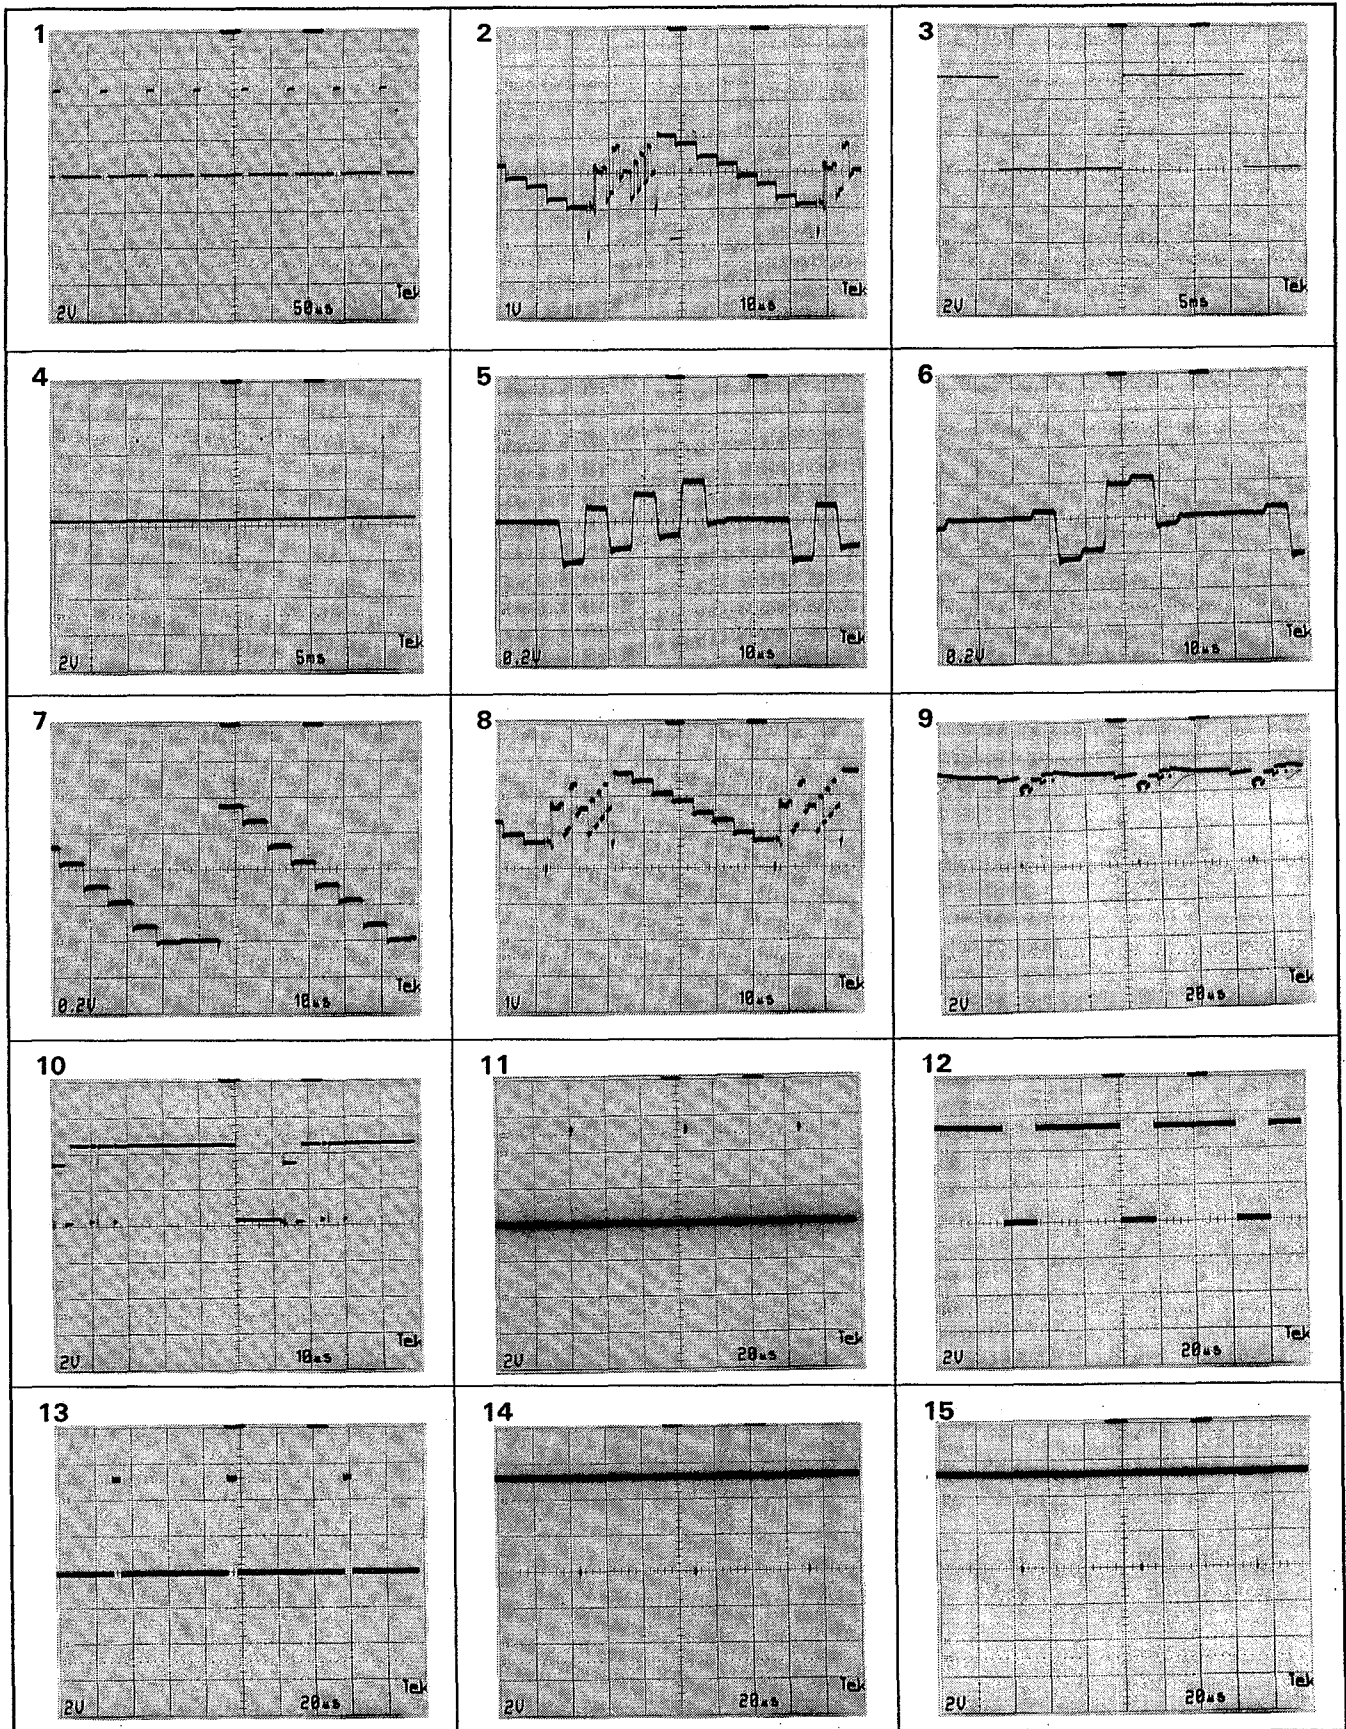 1
2V 50µs Tek
2
1V 10µs Tek
3
2V 5ms Tek
4
2V 5ms Tek
5
0.2V 10µs Tek
6
0.2V 10µs Tek
7
0.2V 10µs Tek
8
1V 10µs Tek
9
2V 20µs Tek
10
2V 10µs Tek
11
2V 20µs Tek
12
2V 20µs Tek
13
2V 20µs Tek
14
2V 20µs Tek
15
2V 20µs Tek